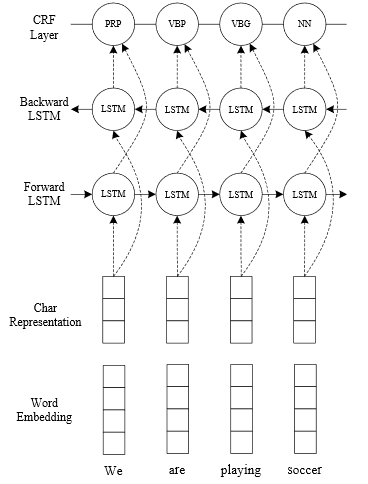 CRF
Layer
PRP VBP VBG NN
Backward
LSTM
LSTM LSTM LSTM LSTM
Forward
LSTM
LSTM LSTM LSTM LSTM
Char
Representation
Word
Embedding
We are playing soccer